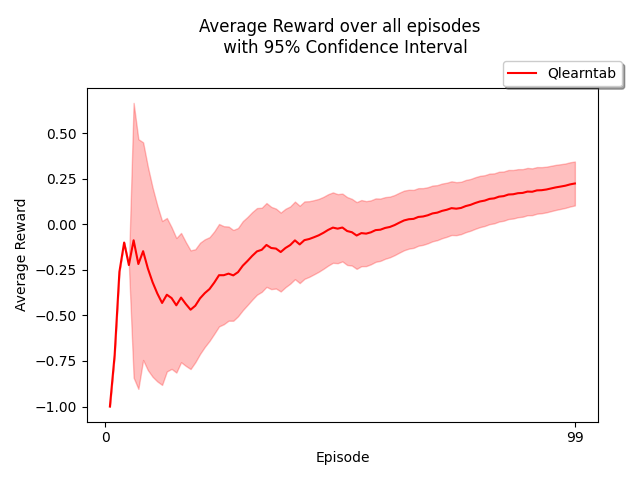 Average Reward over all episodes
with 95% Confidence Interval
Qlearntab
0.50
0.25
0.00
−0.25
−0.50
−0.75
−1.00
Average Reward
0
99
Episode